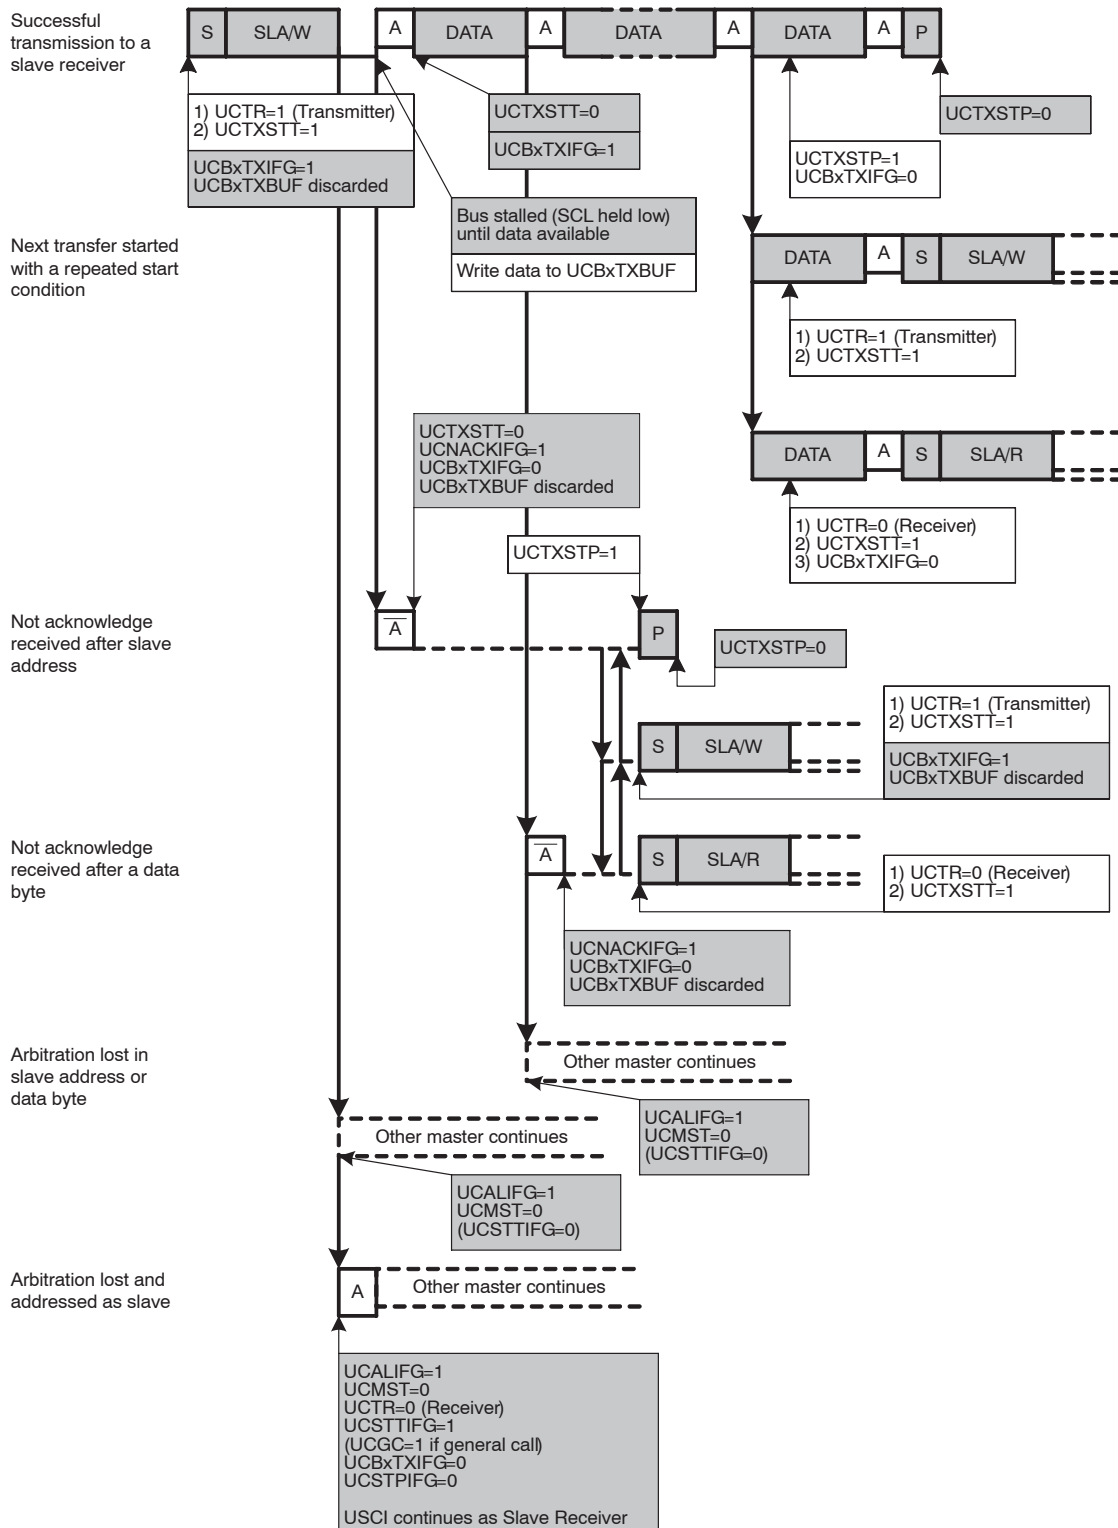 Successful
transmission to a
slave receiver
S
SLA/W
A
DATA
A
DATA
A
DATA
A
P
1) UCTR=1 (Transmitter)
2) UCTXSTT=1
UCBxTXIFG=1
UCBxTXBUF discarded
UCTXSTT=0
UCBxTXIFG=1
UCTXSTP=0
UCTXSTP=1
UCBxTXIFG=0
Bus stalled (SCL held low)
until data available
Write data to UCBxTXBUF
Next transfer started
with a repeated start
condition
DATA
A
S
SLA/W
1) UCTR=1 (Transmitter)
2) UCTXSTT=1
DATA
A
S
SLA/R
1) UCTR=0 (Receiver)
2) UCTXSTT=1
3) UCBxTXIFG=0
UCTXSTT=0
UCNACKIFG=1
UCBxTXIFG=0
UCBxTXBUF discarded
UCTXSTP=1
Not acknowledge
received after slave
address
A̅
P
UCTXSTP=0
S
SLA/W
1) UCTR=1 (Transmitter)
2) UCTXSTT=1
UCBxTXIFG=1
UCBxTXBUF discarded
Not acknowledge
received after a data
byte
A̅
S
SLA/R
1) UCTR=0 (Receiver)
2) UCTXSTT=1
UCNACKIFG=1
UCBxTXIFG=0
UCBxTXBUF discarded
Arbitration lost in
slave address or
data byte
Other master continues
UCALIFG=1
UCMST=0
(UCSTTIFG=0)
Other master continues
UCALIFG=1
UCMST=0
(UCSTTIFG=0)
Arbitration lost and
addressed as slave
A
Other master continues
UCALIFG=1
UCMST=0
UCTR=0 (Receiver)
UCSTTIFG=1
(UCGC=1 if general call)
UCBxTXIFG=0
UCSTPIFG=0
USCI continues as Slave Receiver